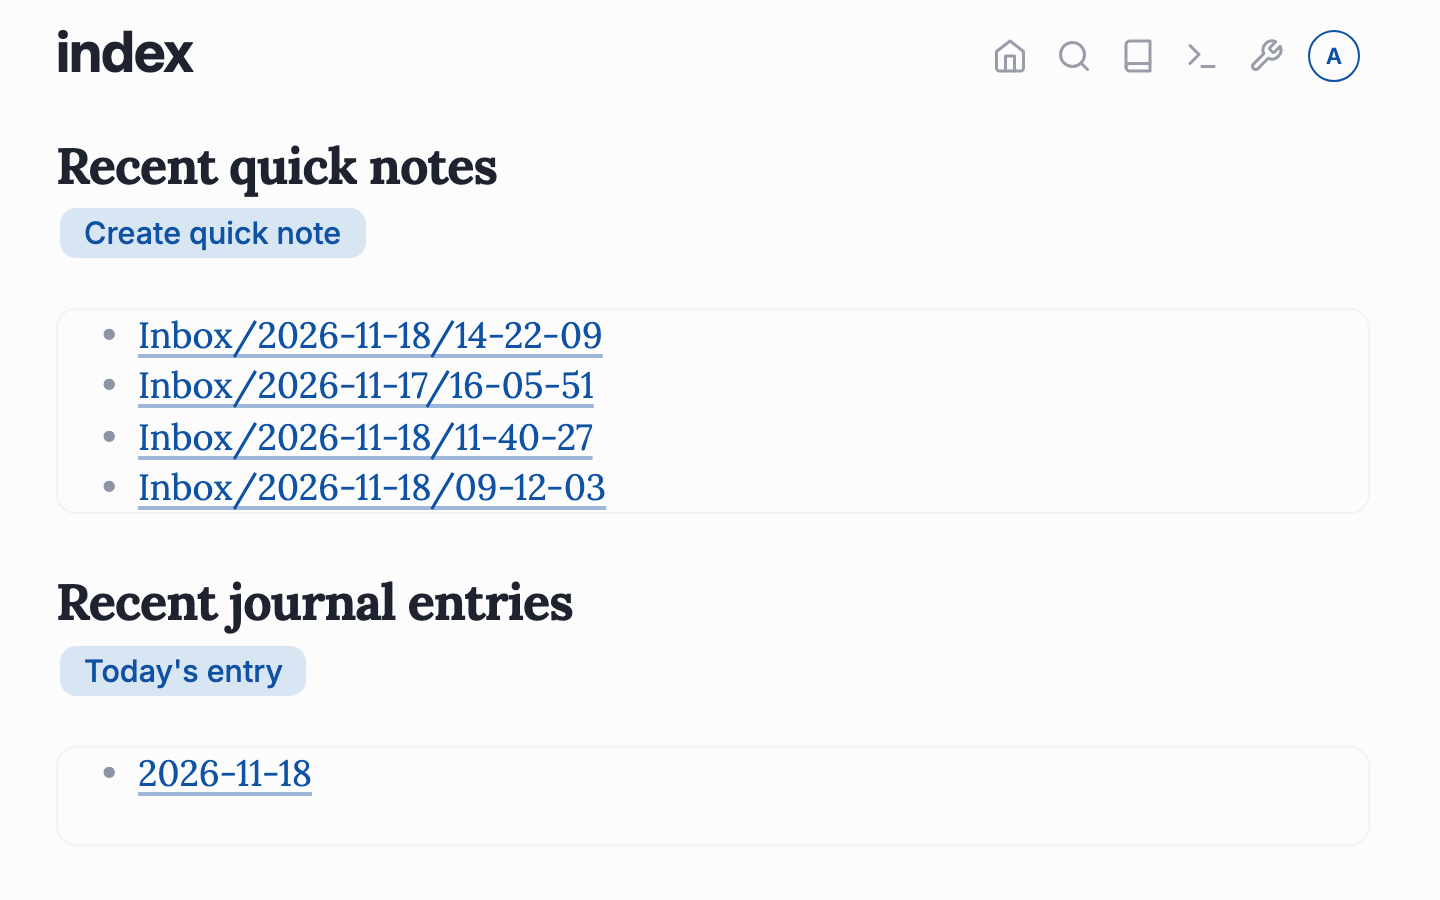 index
A
Recent quick notes
Create quick note
Inbox/2026-11-18/14-22-09
Inbox/2026-11-17/16-05-51
Inbox/2026-11-18/11-40-27
Inbox/2026-11-18/09-12-03
Recent journal entries
Today's entry
2026-11-18